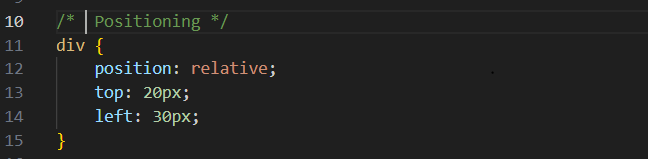 10 /* Positioning */
11 div {
12 position: relative;
13 top: 20px;
14 left: 30px;
15 }